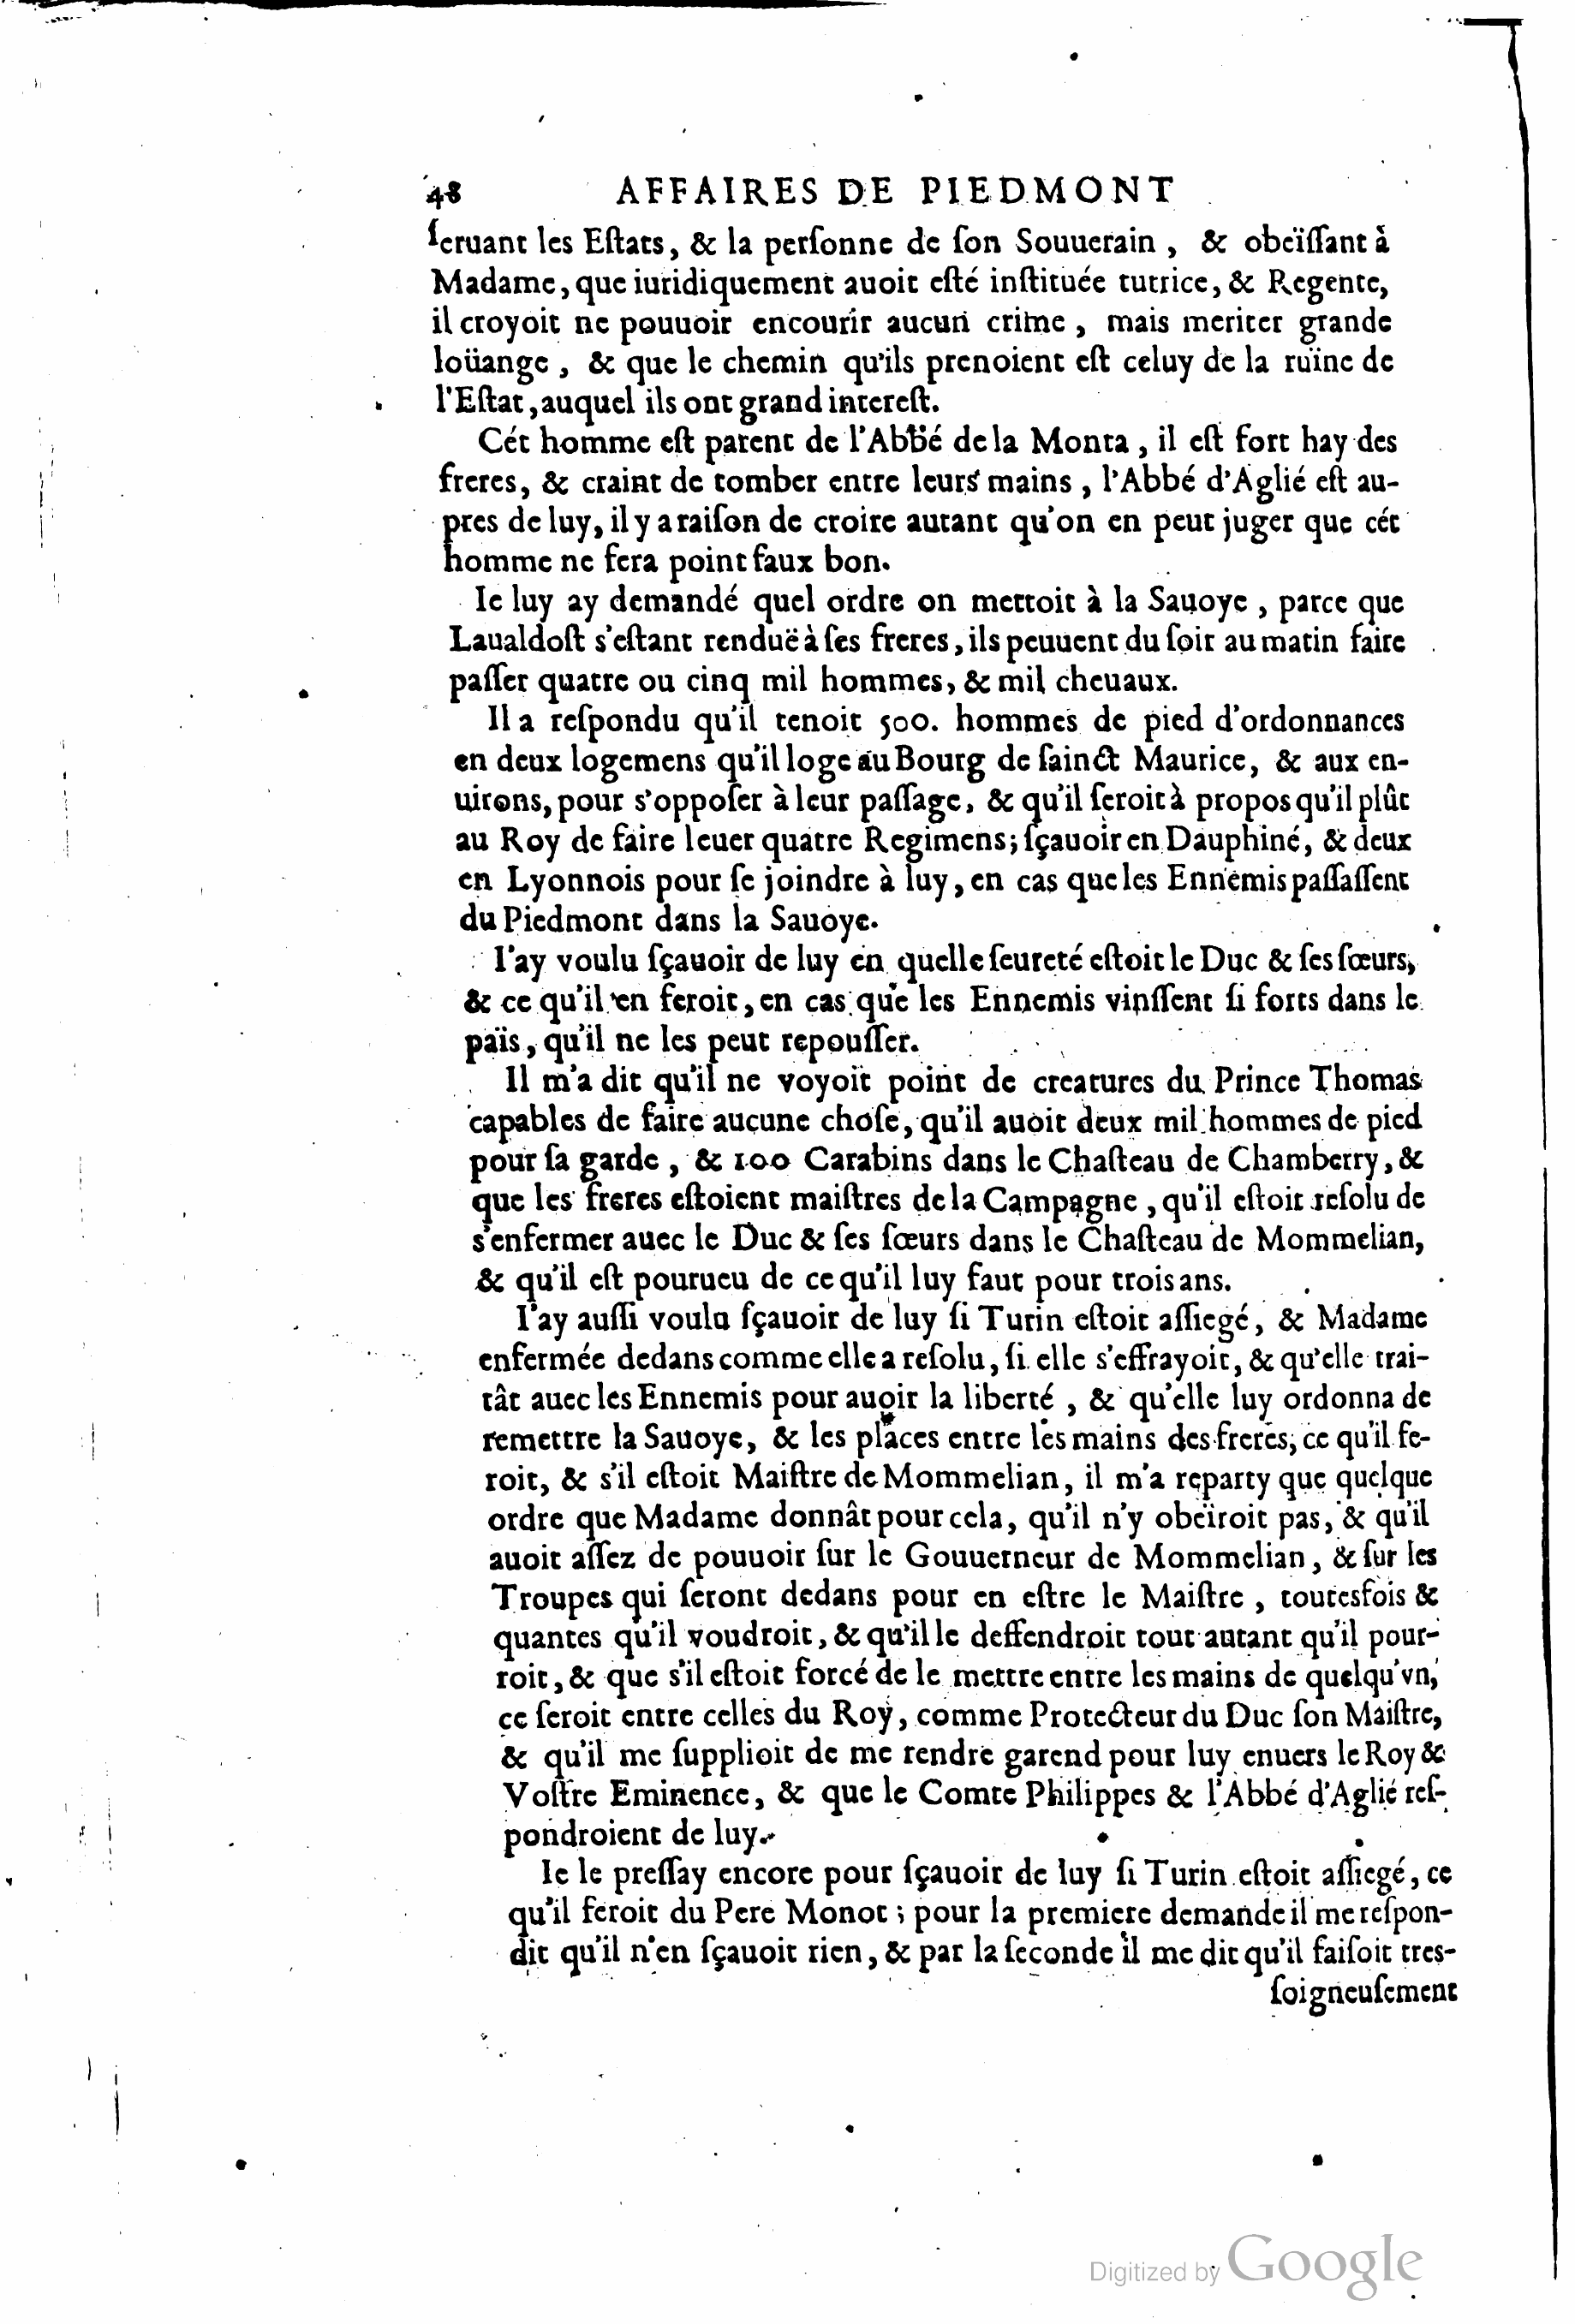 48 AFFAIRES DE PIEDMONT
ſeruant les Eſtats, & la perſonne de ſon Souuerain, & obeïſſant à
Madame, que iuridiquement auoit eſté inſtituée tutrice, & Regente,
il croyoit ne pouuoir encourir aucun crime, mais meriter grande
loüange, & que le chemin qu'ils prenoient eſt celuy de la ruïne de
l'Eſtat, auquel ils ont grand intereſt.
Cét homme eſt parent de l'Abbé de la Monta, il eſt fort hay des
freres, & craint de tomber entre leurs mains, l'Abbé d'Aglié eſt au-
pres de luy, il y a raiſon de croire autant qu'on en peut juger que cét
homme ne fera point faux bon.
Ie luy ay demandé quel ordre on mettoit à la Sauoye, parce que
Laualdoſt s'eſtant renduë à ſes freres, ils peuuent du ſoir au matin faire
paſſer quatre ou cinq mil hommes, & mil cheuaux.
Il a reſpondu qu'il tenoit 500. hommes de pied d'ordonnances
en deux logemens qu'il loge au Bourg de ſainct Maurice, & aux en-
uirons, pour s'oppoſer à leur paſſage, & qu'il ſeroit à propos qu'il plût
au Roy de faire leuer quatre Regimens; ſçauoir en Dauphiné, & deux
en Lyonnois pour ſe joindre à luy, en cas que les Ennemis paſſaſſent
du Piedmont dans la Sauoye.
I'ay voulu ſçauoir de luy en quelle ſeureté eſtoit le Duc & ſes ſœurs,
& ce qu'il en feroit, en cas que les Ennemis vinſſent ſi forts dans le
païs, qu'il ne les peut repouſſer.
Il m'a dit qu'il ne voyoit point de creatures du Prince Thomas
capables de faire aucune choſe, qu'il auoit deux mil hommes de pied
pour ſa garde, & 100 Carabins dans le Chaſteau de Chamberry, &
que les freres eſtoient maiſtres de la Campagne, qu'il eſtoit reſolu de
s'enfermer auec le Duc & ſes ſœurs dans le Chaſteau de Mommelian,
& qu'il eſt pourueu de ce qu'il luy faut pour trois ans.
I'ay auſſi voulu ſçauoir de luy ſi Turin eſtoit aſſiegé, & Madame
enfermée dedans comme elle a reſolu, ſi elle s'effrayoit, & qu'elle trai-
tât auec les Ennemis pour auoir la liberté, & qu'elle luy ordonna de
remettre la Sauoye, & les places entre les mains des freres, ce qu'il fe-
roit, & s'il eſtoit Maiſtre de Mommelian, il m'a reparty que quelque
ordre que Madame donnât pour cela, qu'il n'y obeïroit pas, & qu'il
auoit aſſez de pouuoir ſur le Gouuerneur de Mommelian, & ſur les
Troupes qui ſeront dedans pour en eſtre le Maiſtre, toutesfois &
quantes qu'il voudroit, & qu'il le deffendroit tout autant qu'il pour-
roit, & que s'il eſtoit forcé de le mettre entre les mains de quelqu'vn,
ce ſeroit entre celles du Roy, comme Protecteur du Duc ſon Maiſtre,
& qu'il me ſupplioit de me rendre garend pour luy enuers le Roy &
Voſtre Eminence, & que le Comte Philippes & l'Abbé d'Aglié reſ-
pondroient de luy.
Ie le preſſay encore pour ſçauoir de luy ſi Turin eſtoit aſſiegé, ce
qu'il feroit du Pere Monot; pour la premiere demande il me reſpon-
dit qu'il n'en ſçauoit rien, & par la ſeconde il me dit qu'il faiſoit tres-
ſoigneuſement
Digitized by Google